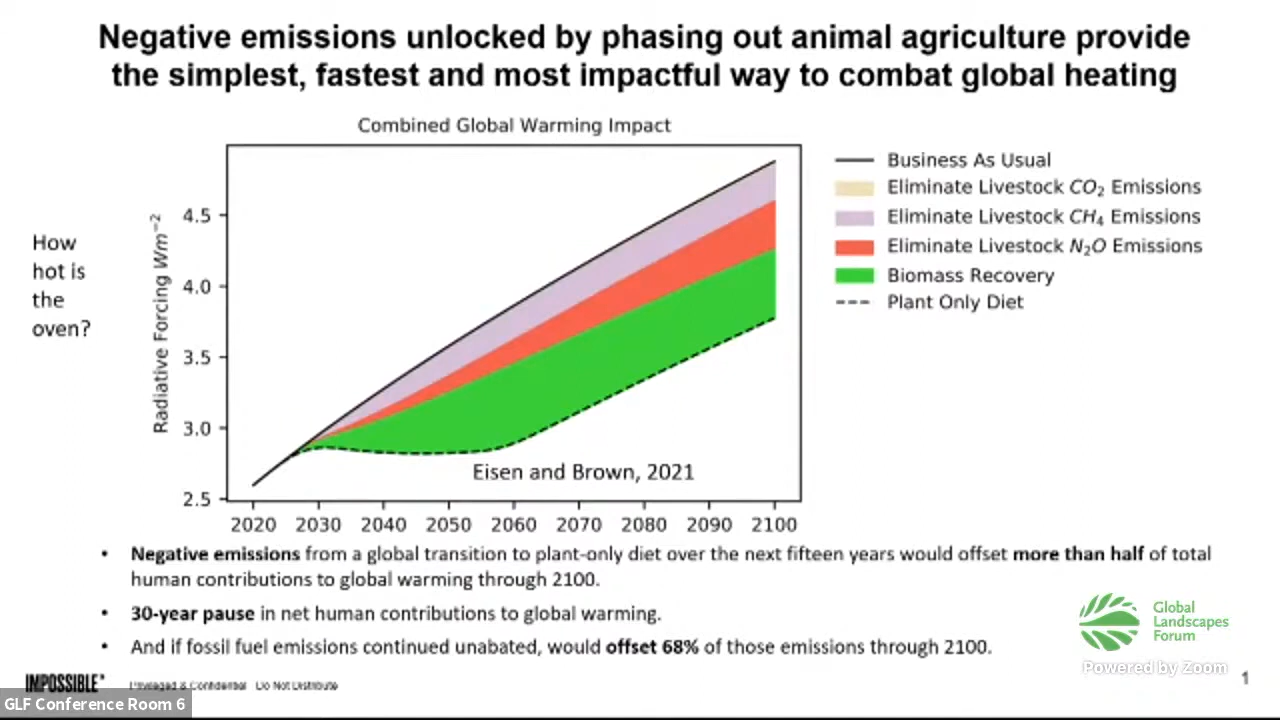 Negative emissions unlocked by phasing out animal agriculture provide
the simplest, fastest and most impactful way to combat global heating
Combined Global Warming Impact
How
hot is
the
oven?
Radiative Forcing Wm⁻²
4.5
4.0
3.5
3.0
2.5
2020 2030 2040 2050 2060 2070 2080 2090 2100
Eisen and Brown, 2021
Business As Usual
Eliminate Livestock CO₂ Emissions
Eliminate Livestock CH₄ Emissions
Eliminate Livestock N₂O Emissions
Biomass Recovery
Plant Only Diet
• Negative emissions from a global transition to plant-only diet over the next fifteen years would offset more than half of total
human contributions to global warming through 2100.
• 30-year pause in net human contributions to global warming.
• And if fossil fuel emissions continued unabated, would offset 68% of those emissions through 2100.
Global
Landscapes
Forum
Powered by Zoom
IMPOSSIBLE™ Privileged & Confidential Do Not Distribute
1
GLF Conference Room 6